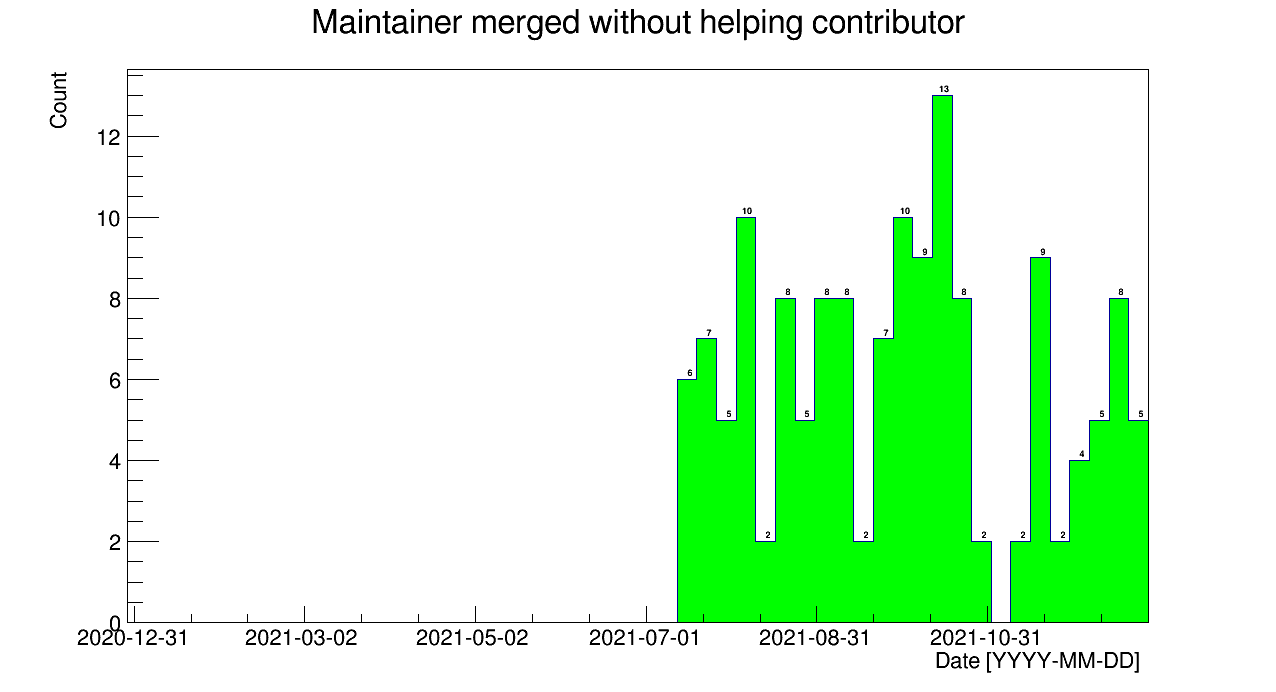 Maintainer merged without helping contributor
Count
12
10
8
6
4
2
0
6 7 5 10 2 8 5 8 8 2 7 10 9 13 8 2 2 9 2 4 5 8 5
2020-12-31 2021-03-02 2021-05-02 2021-07-01 2021-08-31 2021-10-31
Date [YYYY-MM-DD]